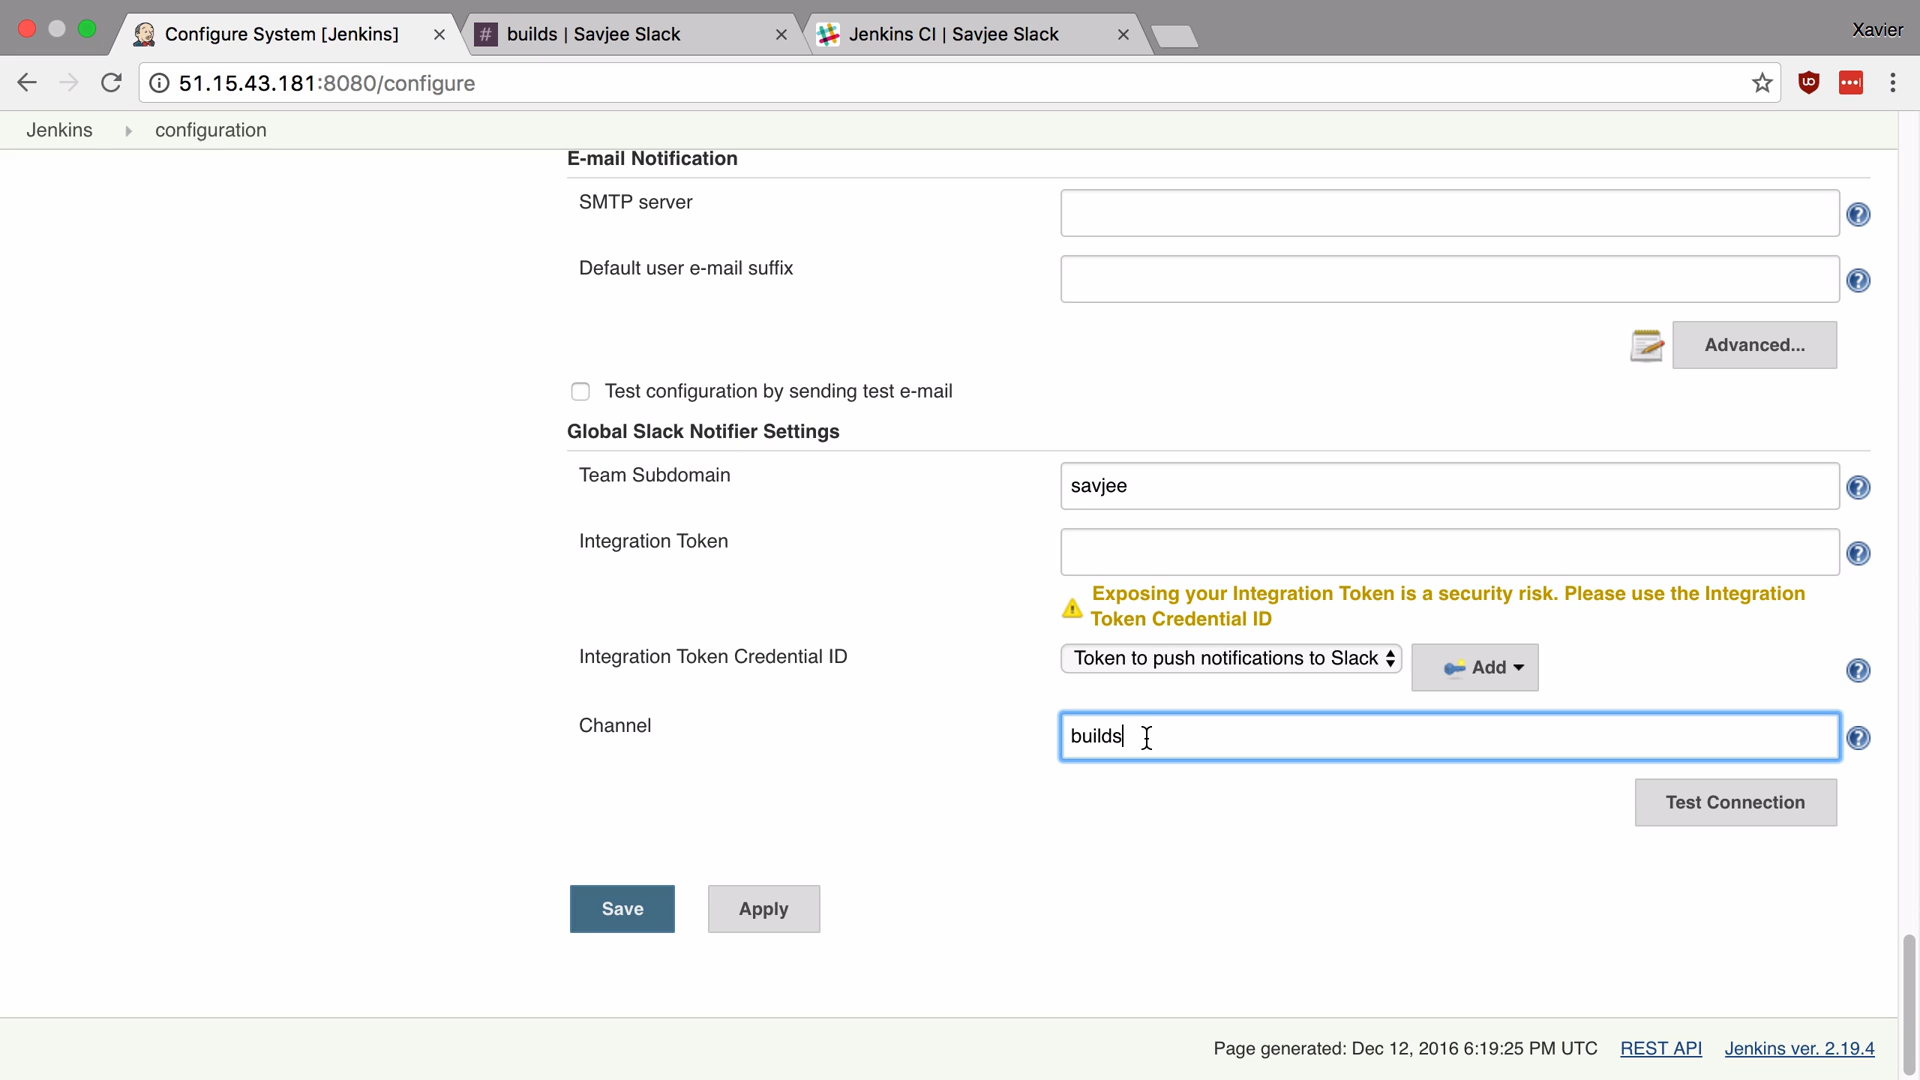 Configure System [Jenkins]
builds | Savjee Slack
Jenkins CI | Savjee Slack
Xavier
51.15.43.181:8080/configure
Jenkins
configuration
E-mail Notification
SMTP server
Default user e-mail suffix
Advanced...
Test configuration by sending test e-mail
Global Slack Notifier Settings
Team Subdomain
savjee
Integration Token
Exposing your Integration Token is a security risk. Please use the Integration
Token Credential ID
Integration Token Credential ID
Token to push notifications to Slack
Add
Channel
builds
Test Connection
Save
Apply
Page generated: Dec 12, 2016 6:19:25 PM UTC
REST API
Jenkins ver. 2.19.4